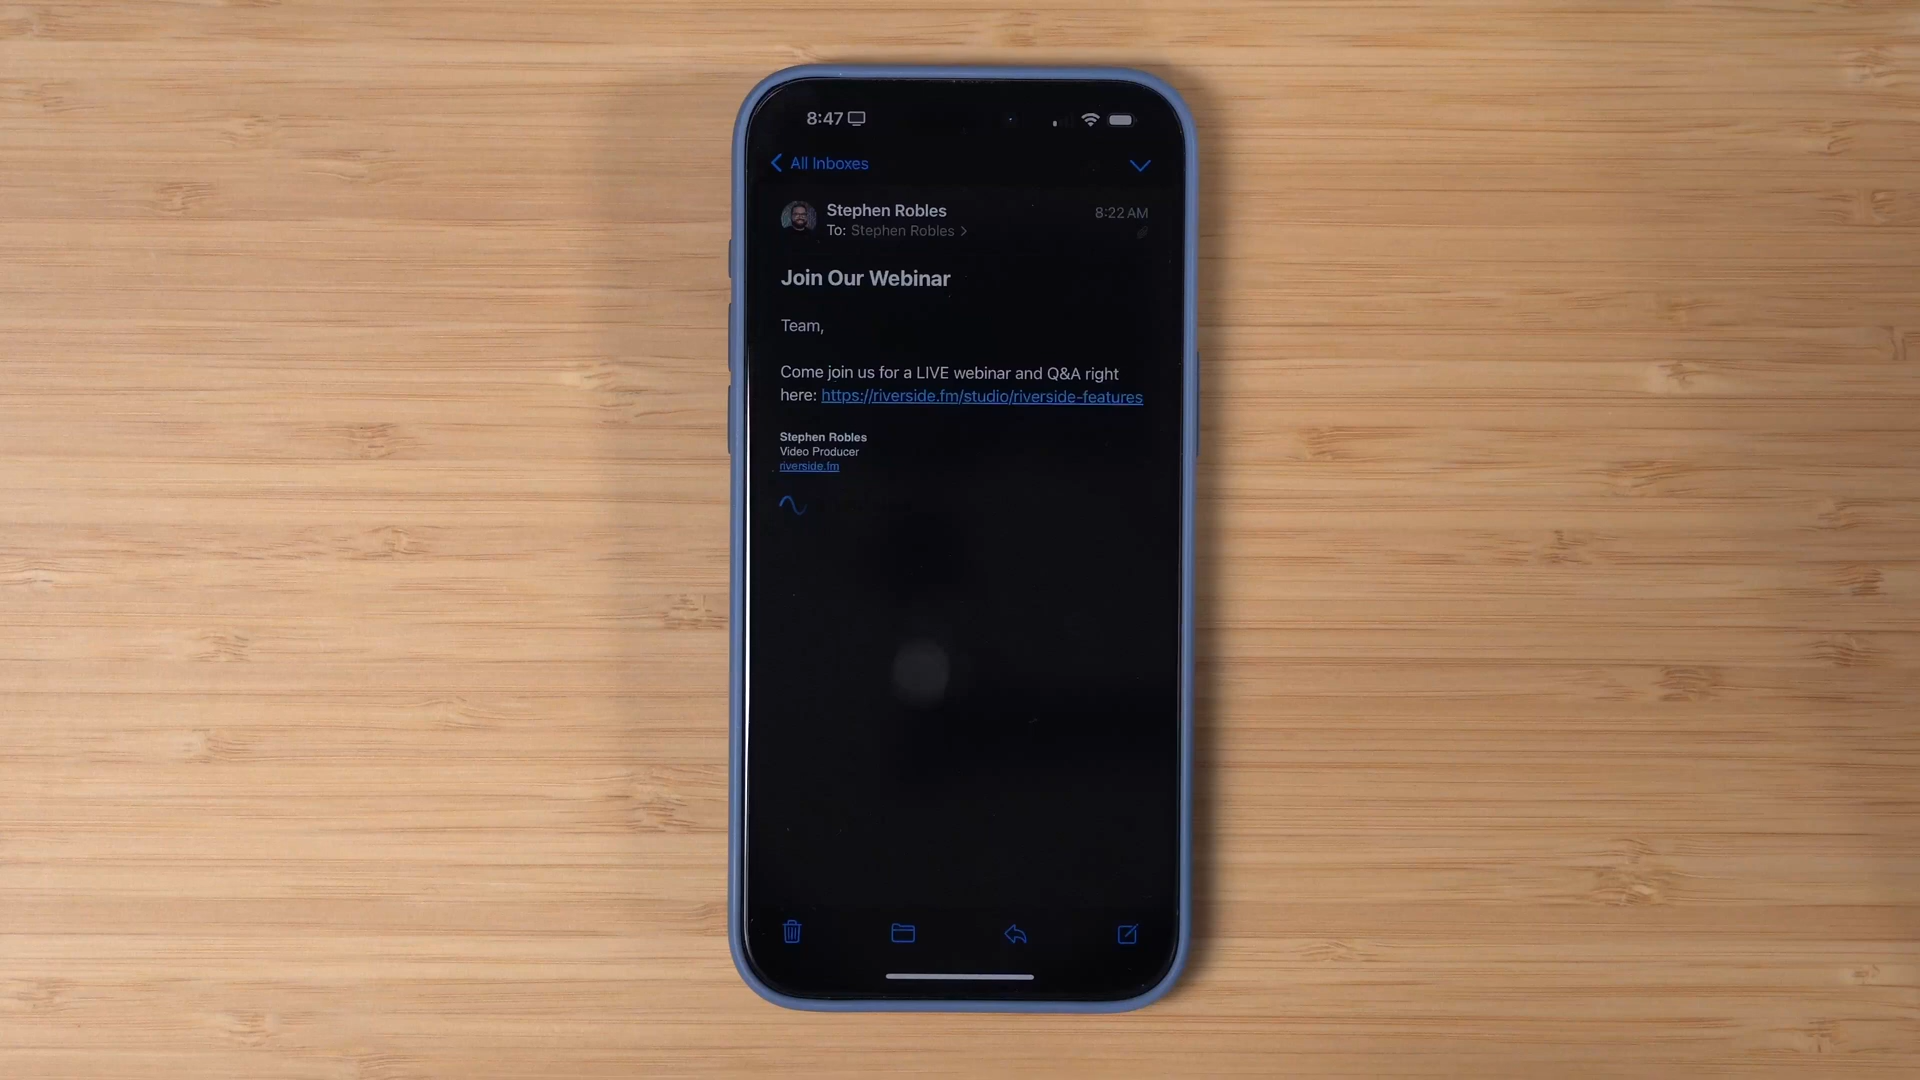 8:47
All Inboxes
Stephen Robles
8:22 AM
To: Stephen Robles
Join Our Webinar
Team,
Come join us for a LIVE webinar and Q&A right
here: https://riverside.fm/studio/riverside-features
Stephen Robles
Video Producer
riverside.fm